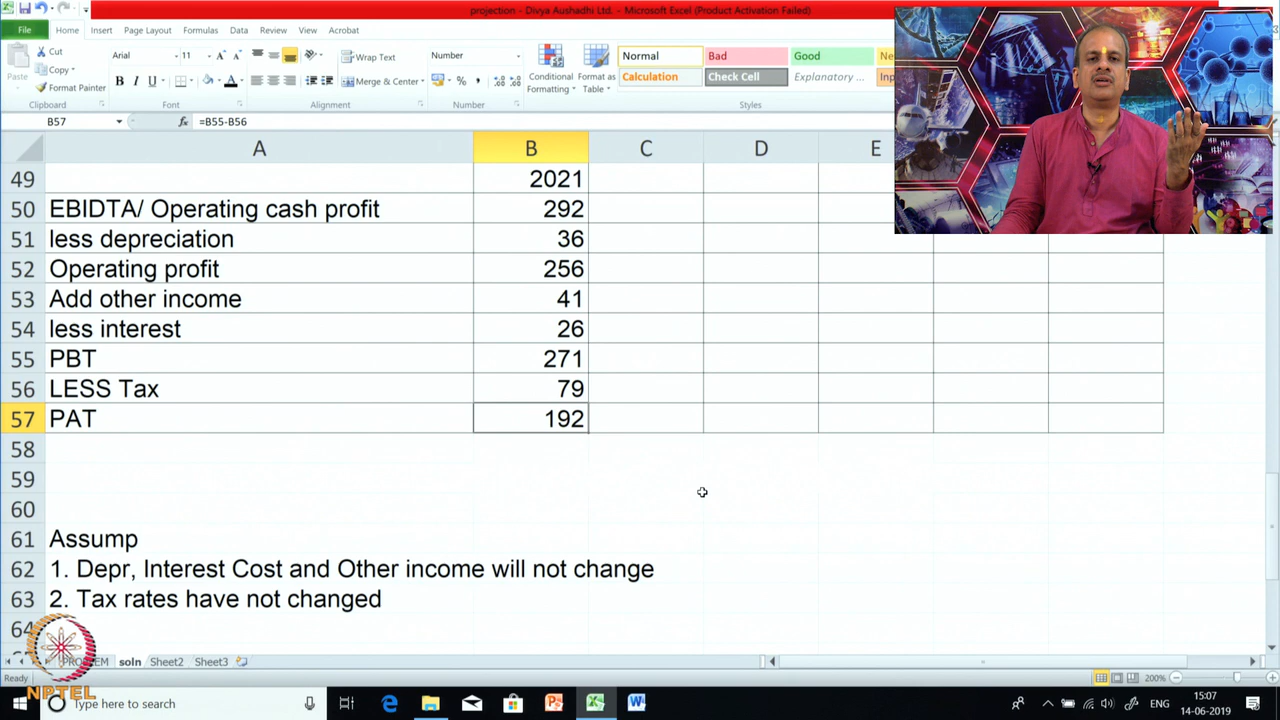 projection - Divya Aushadhi Ltd. - Microsoft Excel (Product Activation Failed)
File Home Insert Page Layout Formulas Data Review View Acrobat
Paste
Cut
Copy
Format Painter
Clipboard
Arial 11
B I U
Font
Wrap Text
Merge & Center
Alignment
Number
Number
Conditional Formatting
Format as Table
Normal Bad Good
Calculation Check Cell Explanatory ...
Styles
B57 fx =B55-B56
A B C D E
49 2021
50 EBIDTA/ Operating cash profit 292
51 less depreciation 36
52 Operating profit 256
53 Add other income 41
54 less interest 26
55 PBT 271
56 LESS Tax 79
57 PAT 192
58
59
60
61 Assump
62 1. Depr, Interest Cost and Other income will not change
63 2. Tax rates have not changed
64
soln Sheet2 Sheet3
Ready 200%
NPTEL
Type here to search
ENG
15:07
14-06-2019